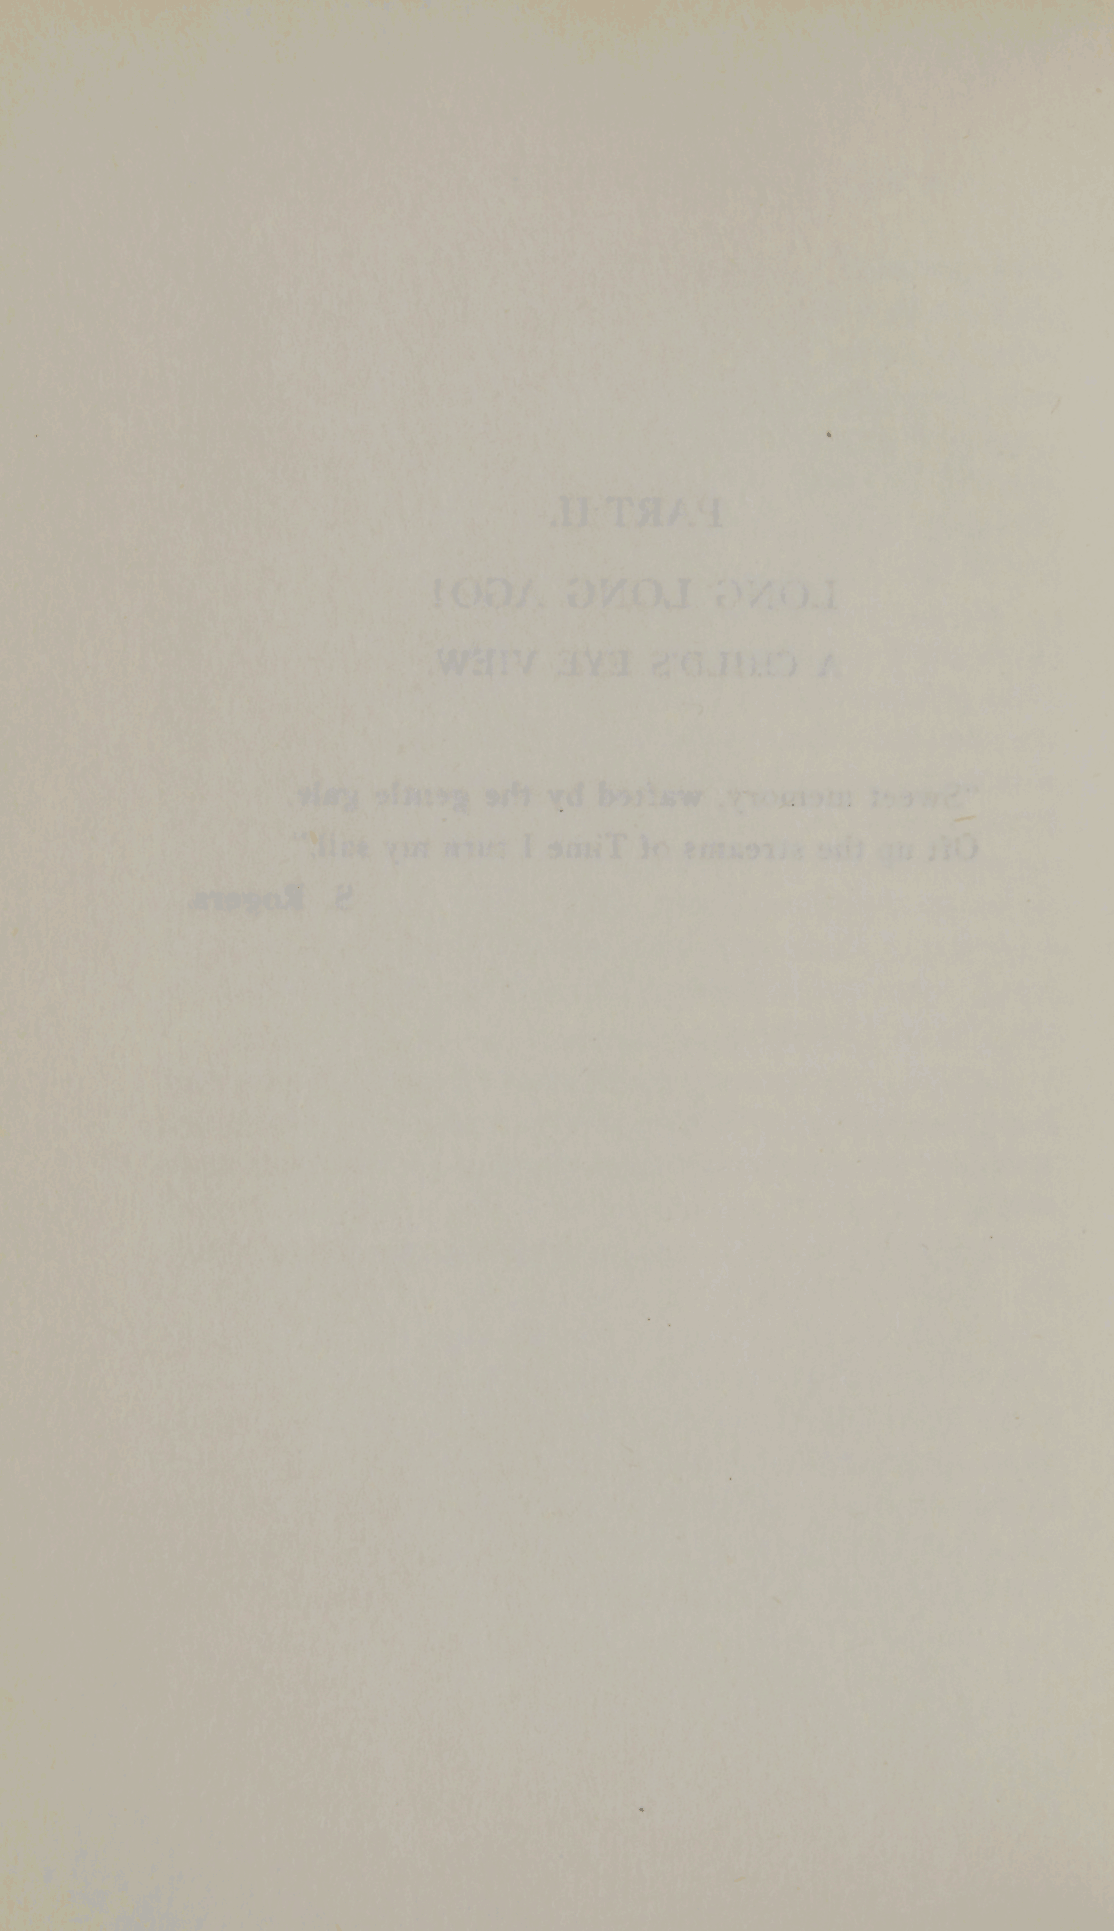 PART II.
LONG LONG AGO!
A CHILD'S EYE VIEW.
"Sweet memory, wafted by the gentle gale,
Oft up the streams of Time I turn my sail,"
S. Rogers.